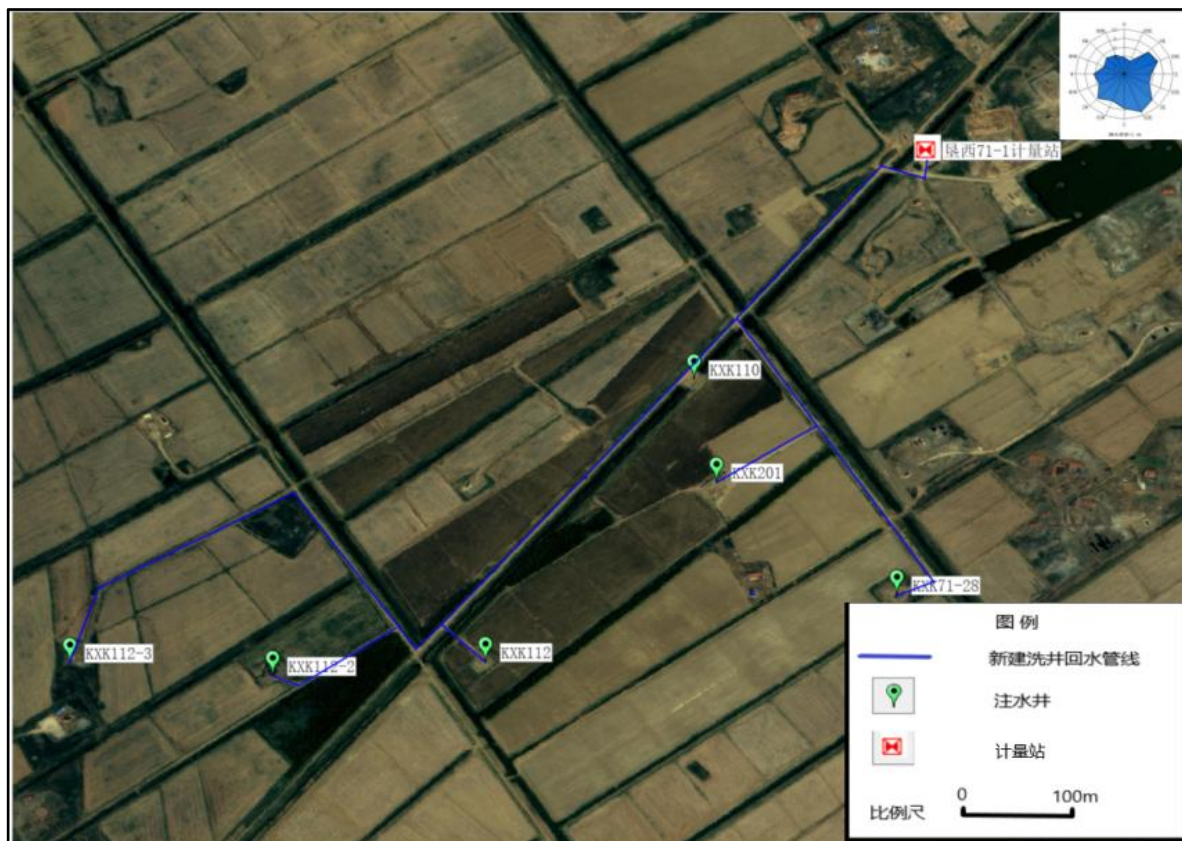 垦西71-1计量站
KXK110
KXK201
KXK71-28
KXK112
KXK112-2
KXK112-3
图 例
新建洗井回水管线
注水井
计量站
比例尺
0
100m